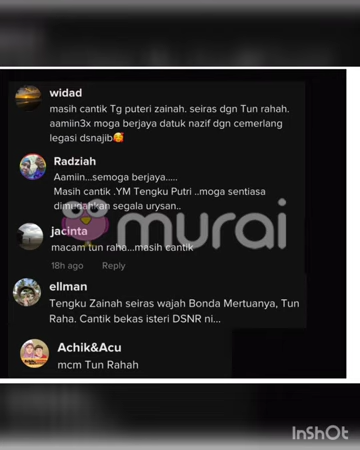 widad
masih cantik Tg puteri zainah. seiras dgn Tun rahah.
aamiin3x moga berjaya datuk nazif dgn cemerlang
legasi dsnajib🥰
Radziah
Aamiin...semoga berjaya.....
Masih cantik .YM Tengku Putri ..moga sentiasa
dimudahkan segala urysan..
murai
jacinta
macam tun raha...masih cantik
18h ago Reply
ellman
Tengku Zainah seiras wajah Bonda Mertuanya, Tun
Raha. Cantik bekas isteri DSNR ni...
Achik&Acu
mcm Tun Rahah
InShOt